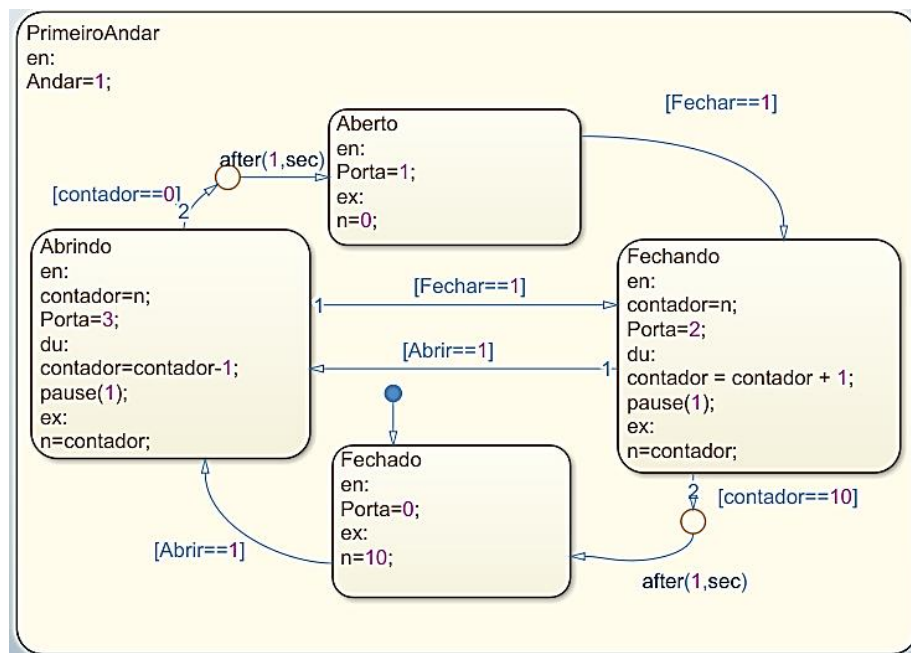 PrimeiroAndar
en:
Andar=1;
[Fechar==1]
Aberto
en:
Porta=1;
ex:
n=0;
after(1,sec)
[contador==0]
2
Abrindo
en:
contador=n;
Porta=3;
du:
contador=contador-1;
pause(1);
ex:
n=contador;
1
[Fechar==1]
[Abrir==1]
1
Fechando
en:
contador=n;
Porta=2;
du:
contador = contador + 1;
pause(1);
ex:
n=contador;
2
[contador==10]
Fechado
en:
Porta=0;
ex:
n=10;
[Abrir==1]
after(1,sec)